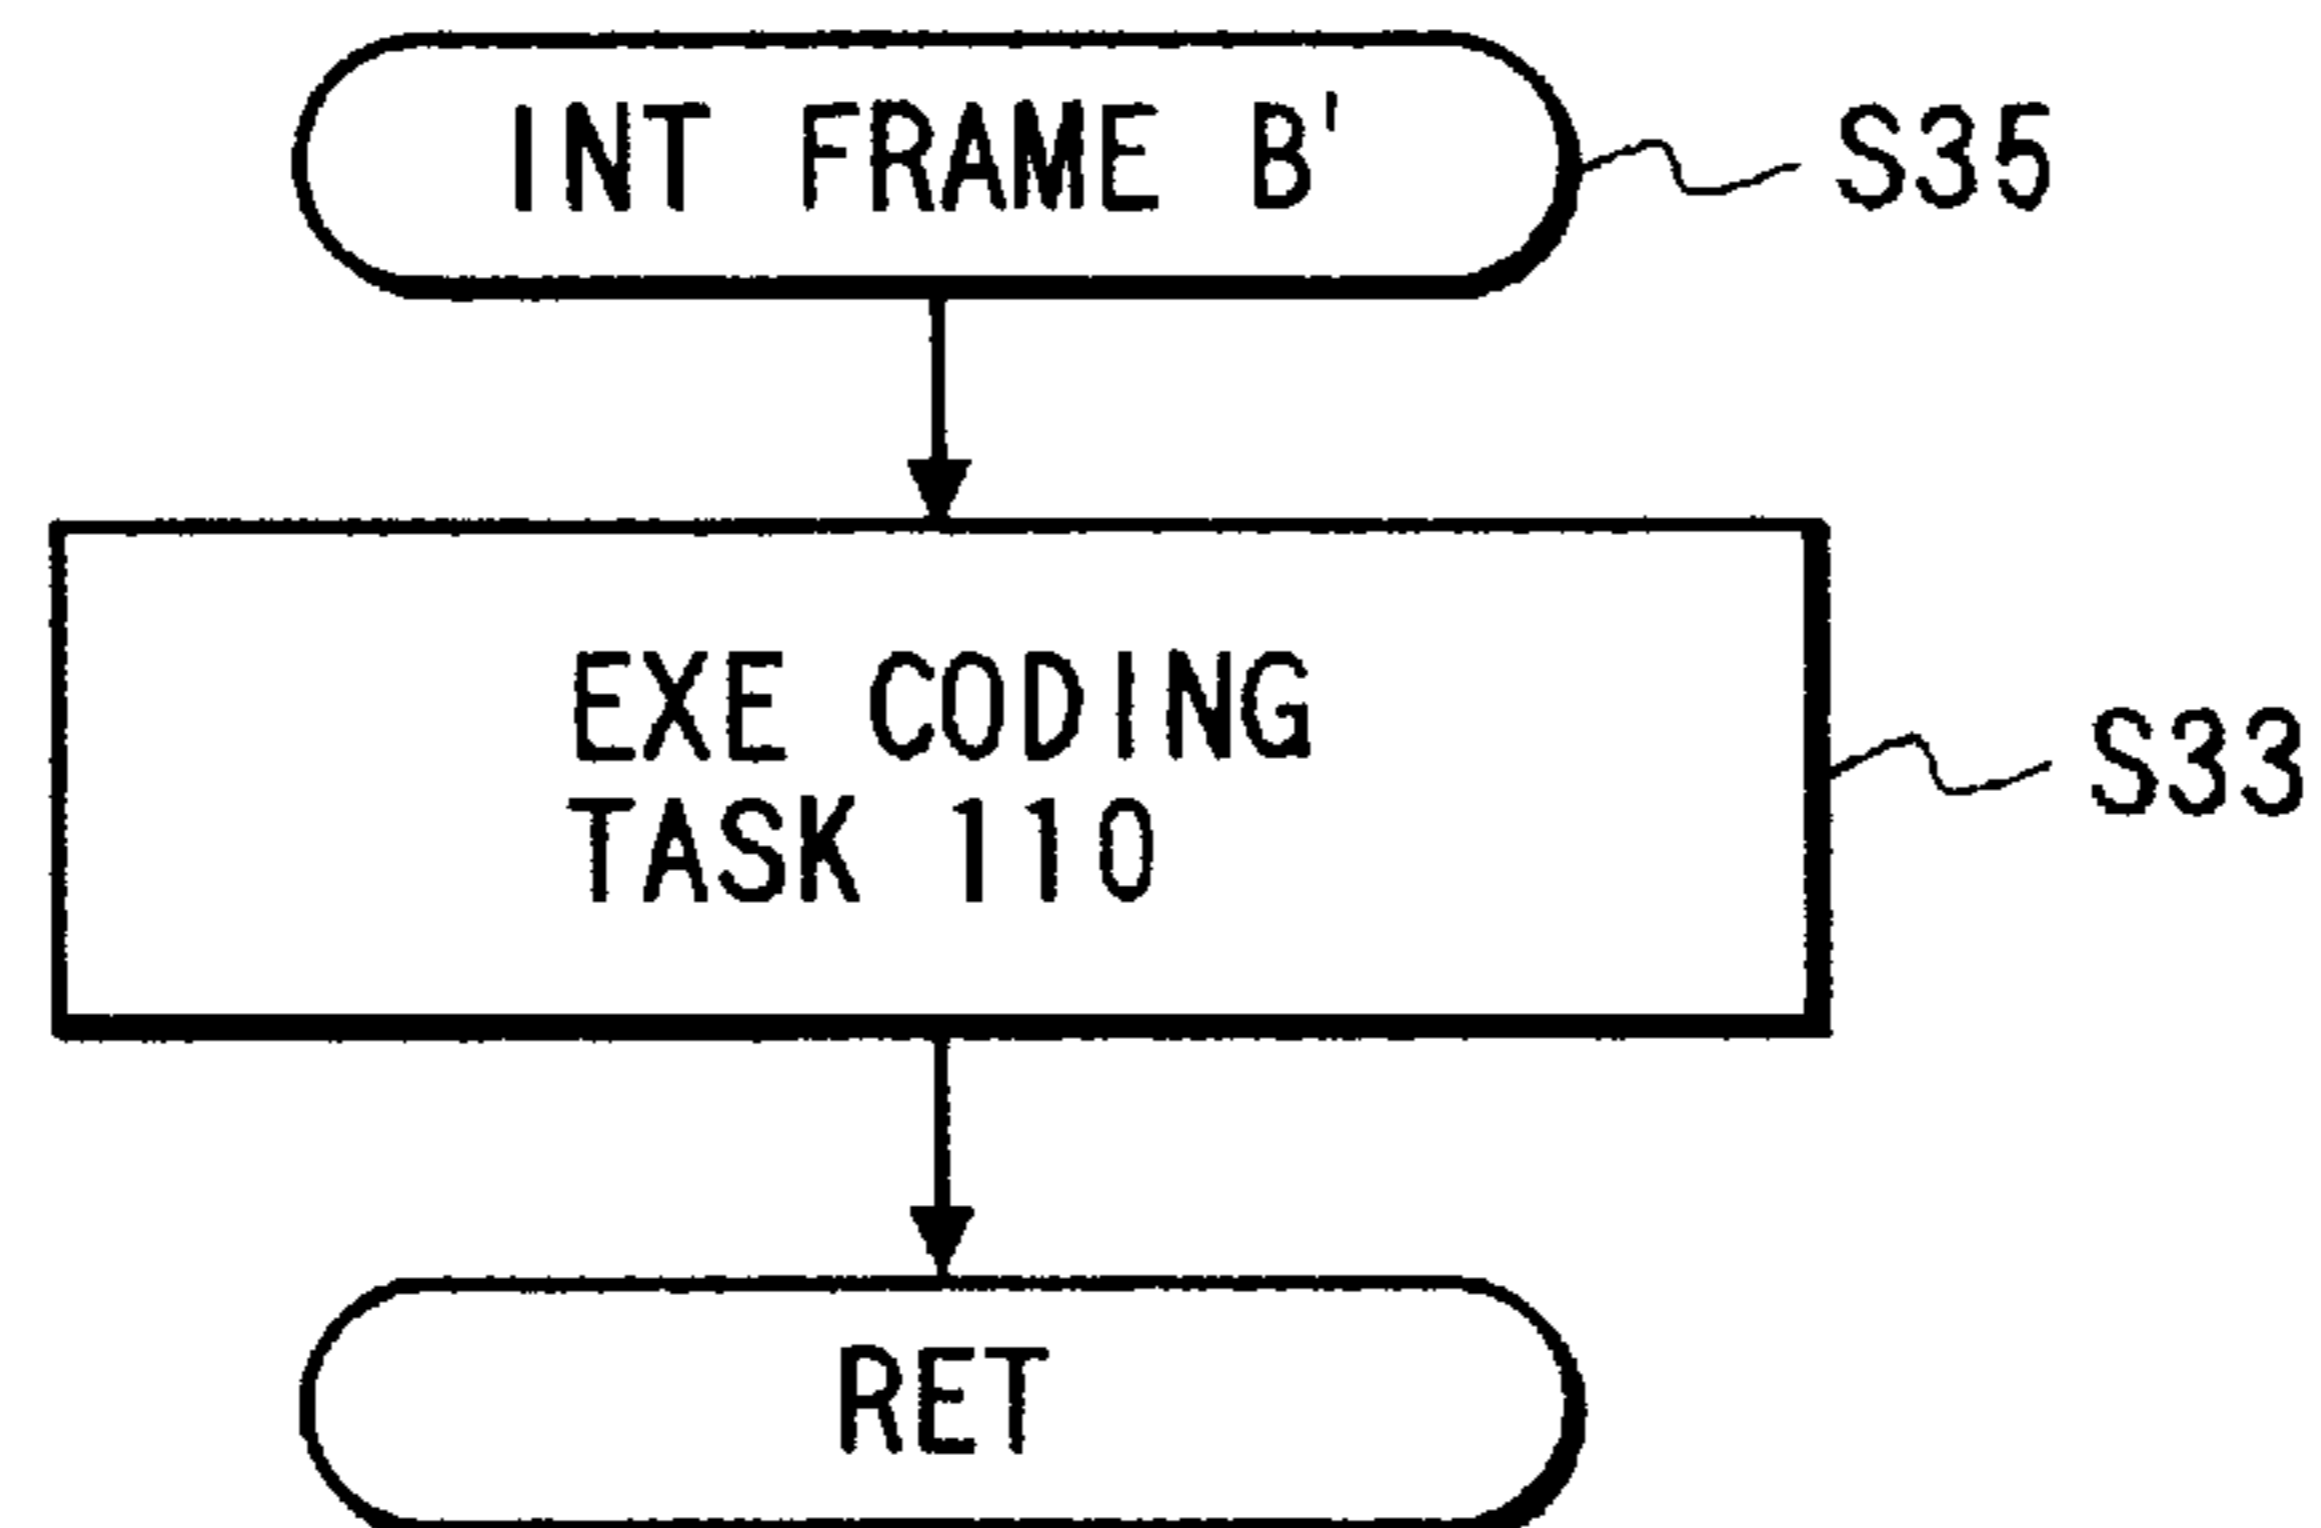 INT FRAME B'
S35
EXE CODING
TASK 110
S33
RET